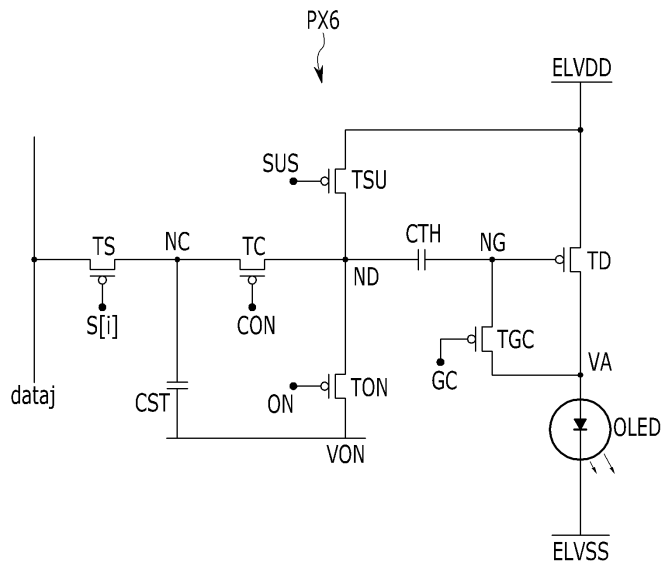 PX6
ELVDD
SUS
TSU
TS
NC
TC
CTH
NG
ND
TD
S[i]
CON
TGC
GC
VA
dataj
CST
ON
TON
OLED
VON
ELVSS